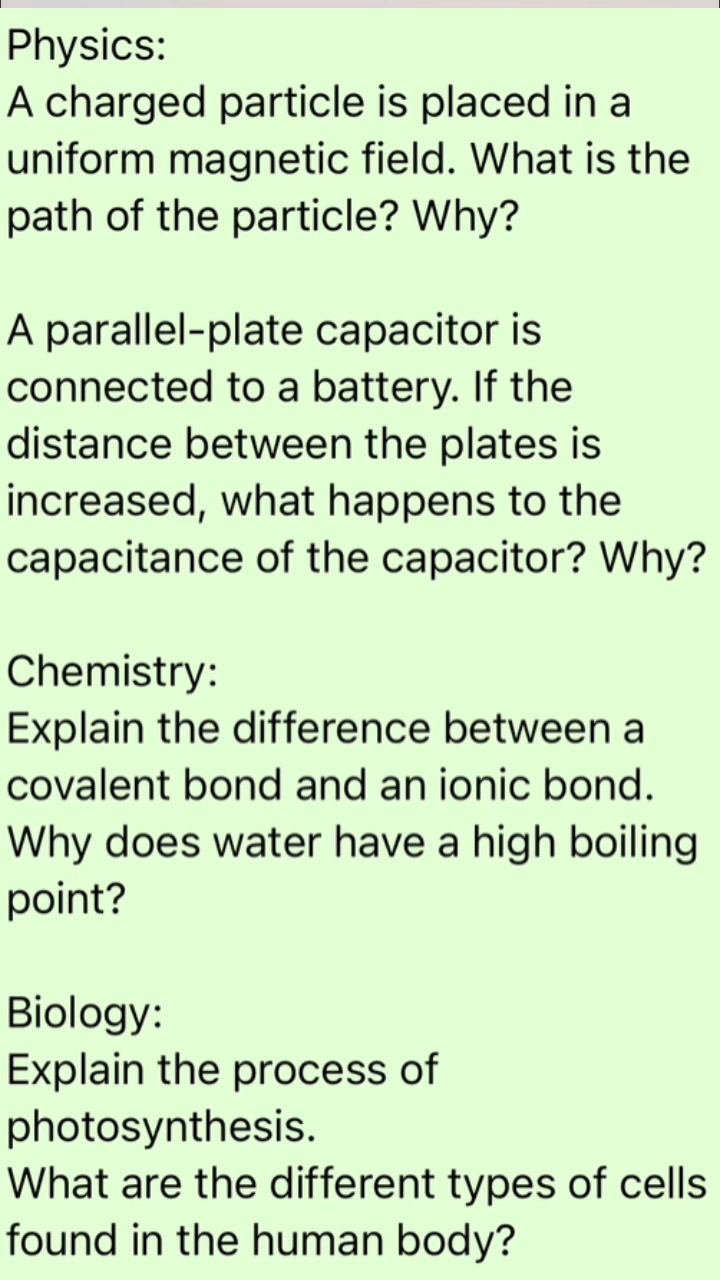 Physics:
A charged particle is placed in a
uniform magnetic field. What is the
path of the particle? Why?
A parallel-plate capacitor is
connected to a battery. If the
distance between the plates is
increased, what happens to the
capacitance of the capacitor? Why?
Chemistry:
Explain the difference between a
covalent bond and an ionic bond.
Why does water have a high boiling
point?
Biology:
Explain the process of
photosynthesis.
What are the different types of cells
found in the human body?